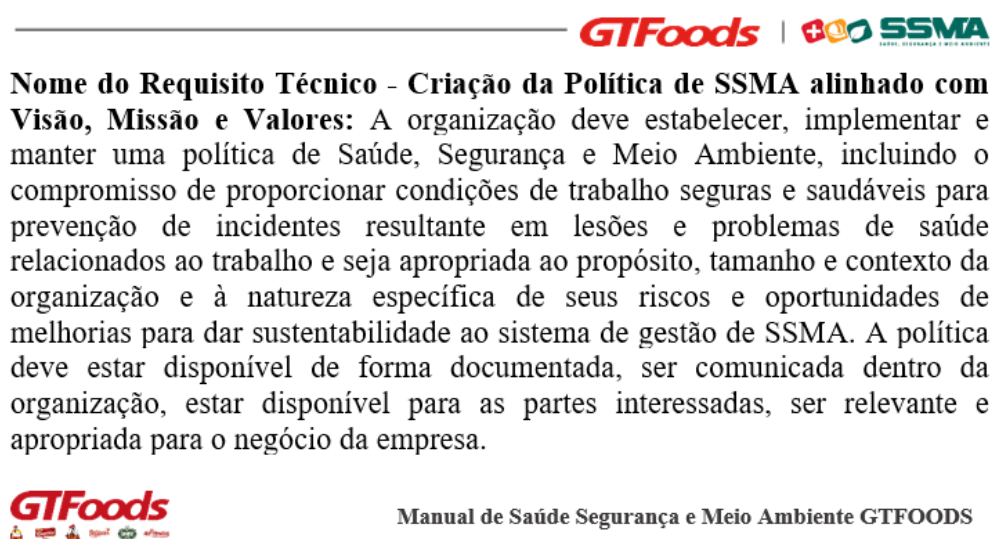 GTFoods | SSMA
SAÚDE, SEGURANÇA E MEIO AMBIENTE
Nome do Requisito Técnico - Criação da Política de SSMA alinhado com
Visão, Missão e Valores: A organização deve estabelecer, implementar e
manter uma política de Saúde, Segurança e Meio Ambiente, incluindo o
compromisso de proporcionar condições de trabalho seguras e saudáveis para
prevenção de incidentes resultante em lesões e problemas de saúde
relacionados ao trabalho e seja apropriada ao propósito, tamanho e contexto da
organização e à natureza específica de seus riscos e oportunidades de
melhorias para dar sustentabilidade ao sistema de gestão de SSMA. A política
deve estar disponível de forma documentada, ser comunicada dentro da
organização, estar disponível para as partes interessadas, ser relevante e
apropriada para o negócio da empresa.
GTFoods
Manual de Saúde Segurança e Meio Ambiente GTFOODS